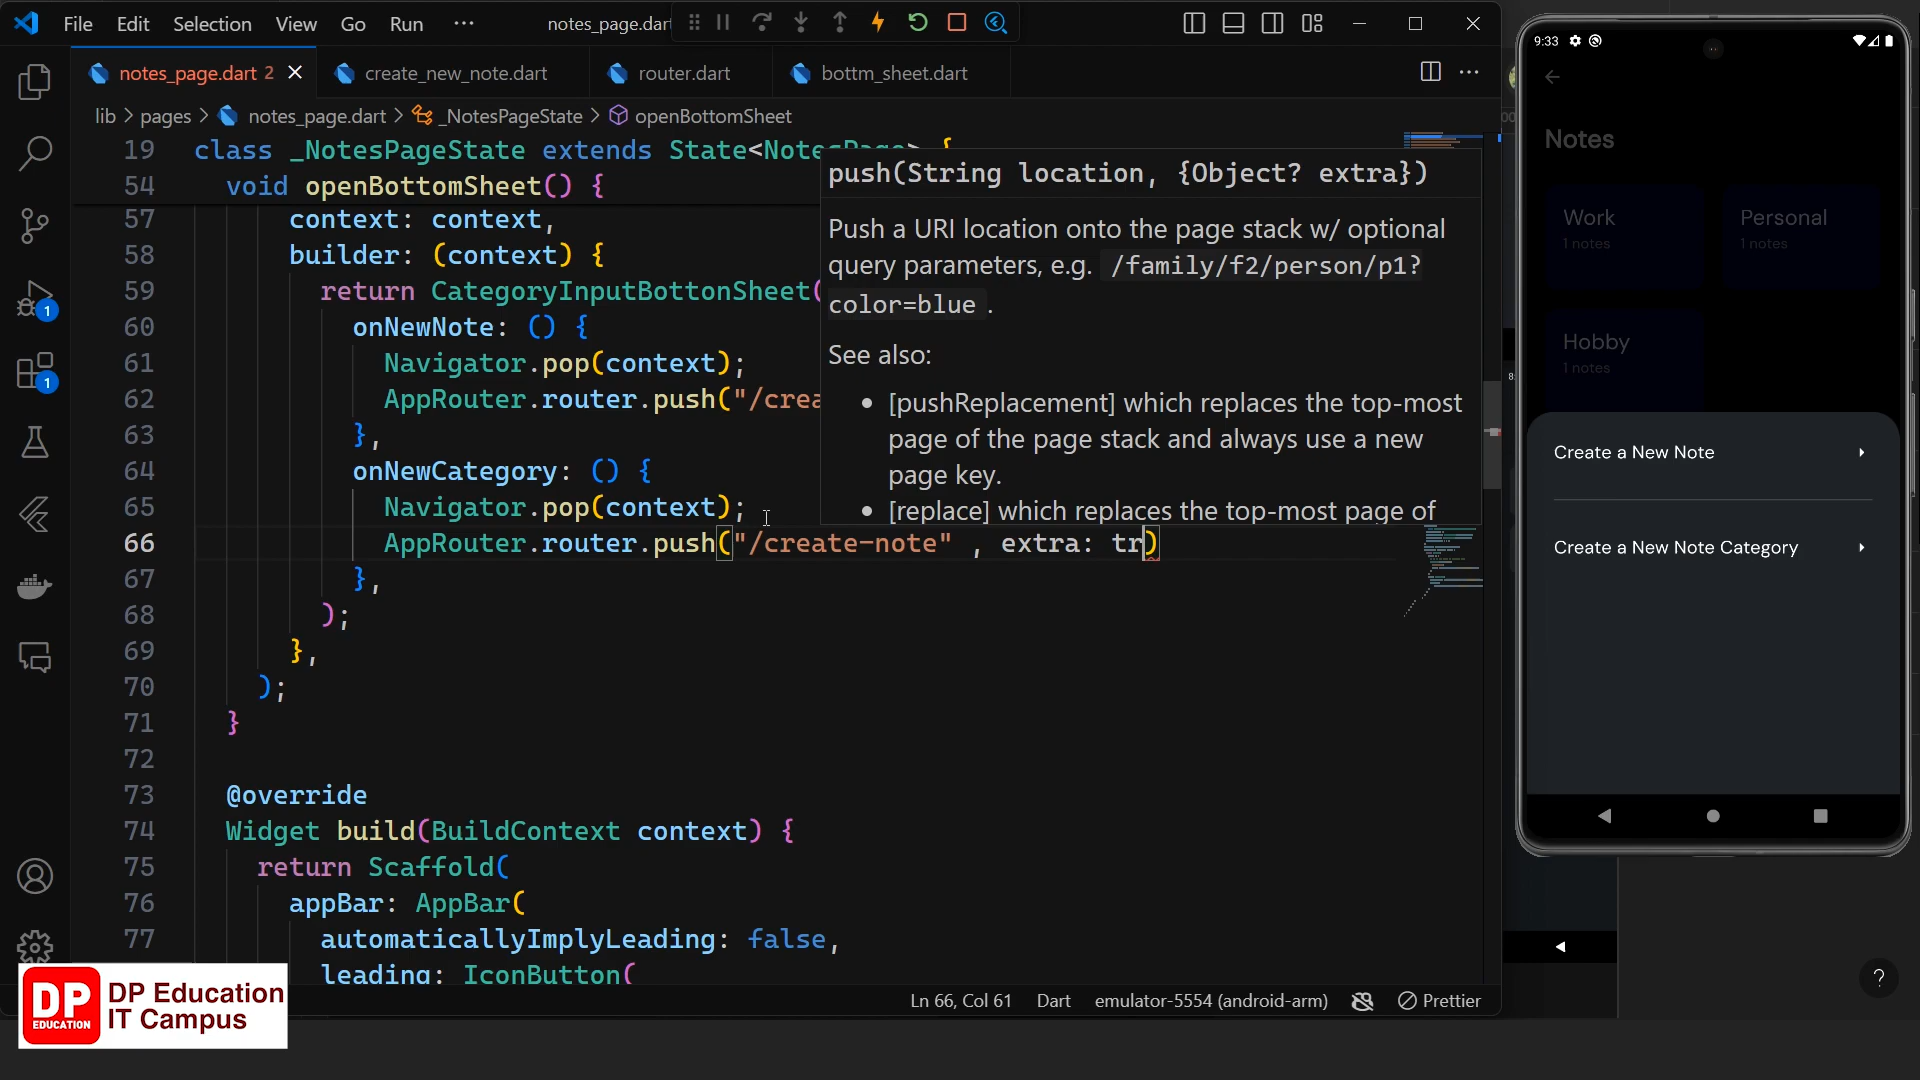 File Edit Selection View Go Run ··· notes_page.dart
notes_page.dart 2 create_new_note.dart router.dart bottm_sheet.dart
lib > pages > notes_page.dart > _NotesPageState > openBottomSheet
19 class _NotesPageState extends State<NotesPage> {
54 void openBottomSheet() {
57 context: context,
58 builder: (context) {
59 return CategoryInputBottonSheet(
60 onNewNote: () {
61 Navigator.pop(context);
62 AppRouter.router.push("/crea
63 },
64 onNewCategory: () {
65 Navigator.pop(context);
66 AppRouter.router.push("/create-note" , extra: tr)
67 },
68 );
69 },
70 );
71 }
72
73 @override
74 Widget build(BuildContext context) {
75 return Scaffold(
76 appBar: AppBar(
77 automaticallyImplyLeading: false,
leading: IconButton(
push(String location, {Object? extra})
Push a URI location onto the page stack w/ optional
query parameters, e.g. /family/f2/person/p1?
color=blue .
See also:
• [pushReplacement] which replaces the top-most
page of the page stack and always use a new
page key.
• [replace] which replaces the top-most page of
1
1
Ln 66, Col 61 Dart emulator-5554 (android-arm) Prettier
DP
EDUCATION
DP Education
IT Campus
9:33
Notes
Work
1 notes
Personal
1 notes
Hobby
1 notes
Create a New Note
Create a New Note Category
?